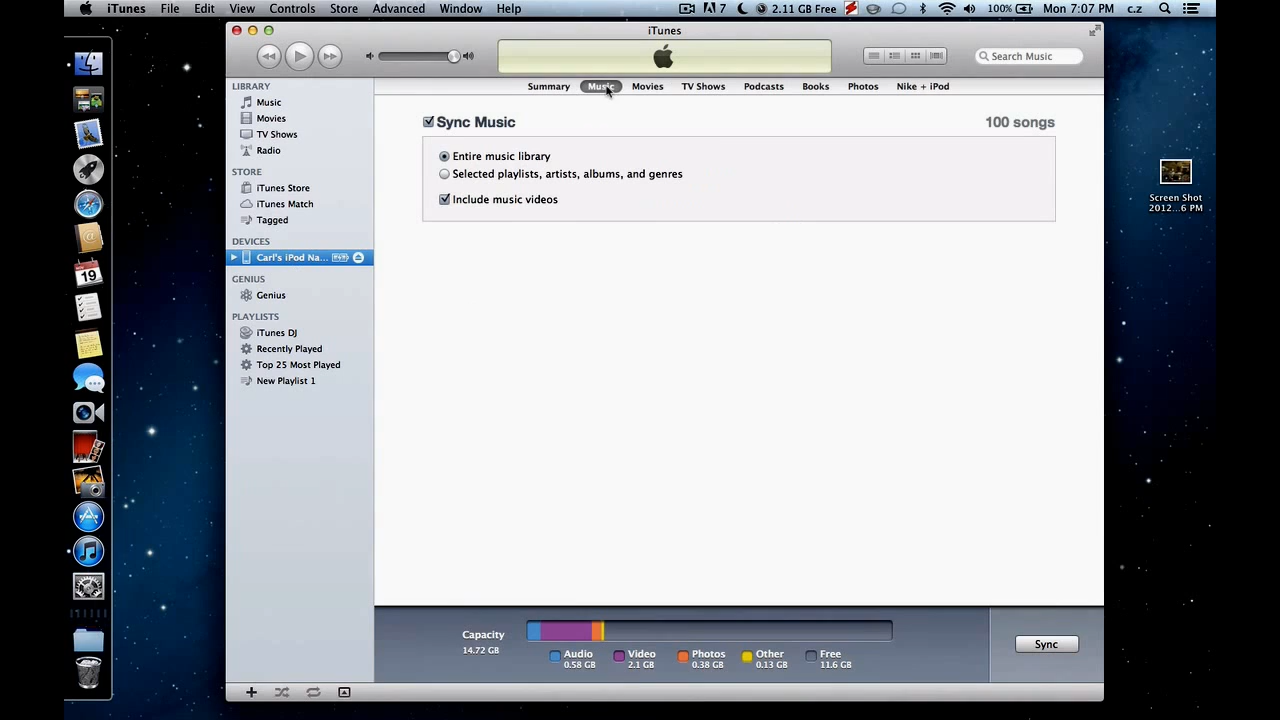 iTunes File Edit View Controls Store Advanced Window Help 7 2.11 GB Free 100% Mon 7:07 PM c.z
iTunes
Search Music
Summary Music Movies TV Shows Podcasts Books Photos Nike + iPod
LIBRARY
Music
Movies
TV Shows
Radio
STORE
iTunes Store
iTunes Match
Tagged
DEVICES
Carl's iPod Na...
GENIUS
Genius
PLAYLISTS
iTunes DJ
Recently Played
Top 25 Most Played
New Playlist 1
Sync Music 100 songs
Entire music library
Selected playlists, artists, albums, and genres
Include music videos
Capacity
14.72 GB
Audio
0.58 GB
Video
2.1 GB
Photos
0.38 GB
Other
0.13 GB
Free
11.6 GB
Sync
Screen Shot
2012...6 PM
19